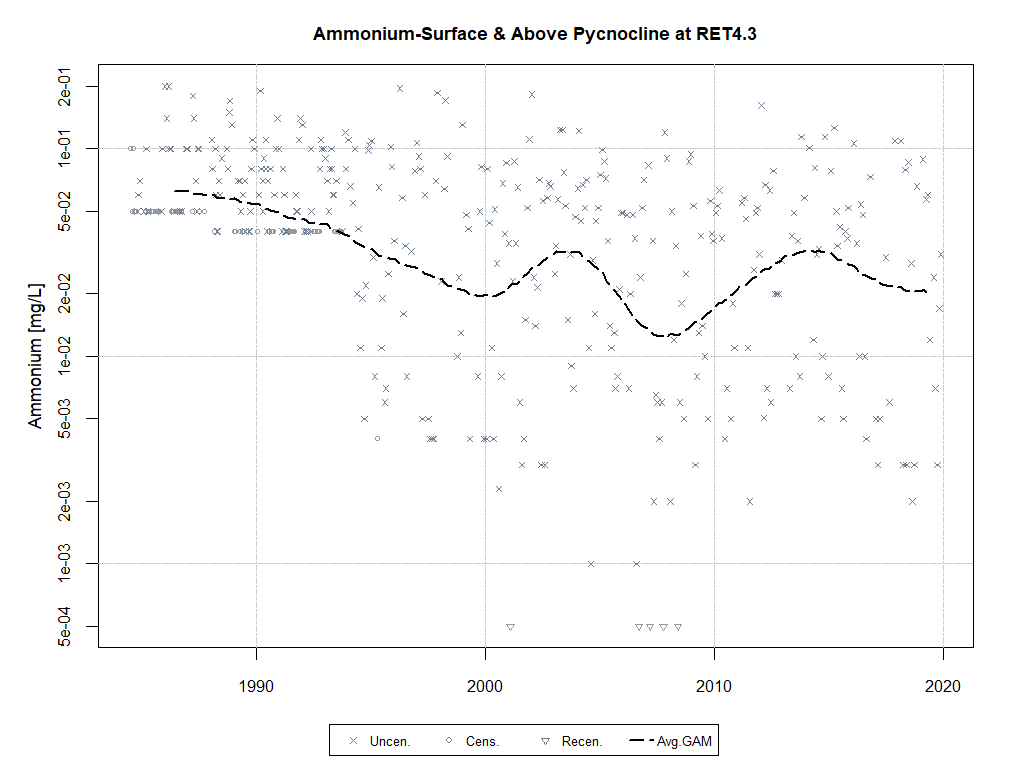 Ammonium-Surface & Above Pycnocline at RET4.3
Ammonium [mg/L]
2e-01
1e-01
5e-02
2e-02
1e-02
5e-03
2e-03
1e-03
5e-04
1990 2000 2010 2020
Uncen. Cens. Recen. Avg.GAM